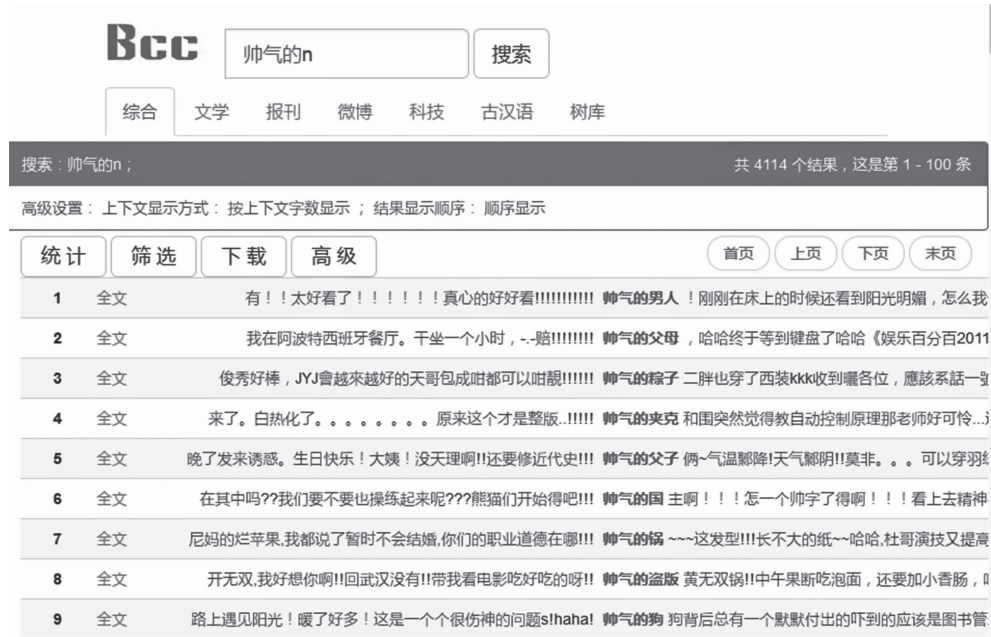 Bcc 帅气的n 搜索
综合 文学 报刊 微博 科技 古汉语 树库
搜索：帅气的n； 共 4114 个结果，这是第 1 - 100 条
高级设置： 上下文显示方式： 按上下文字数显示 ； 结果显示顺序： 顺序显示
统计 筛选 下载 高级 首页 上页 下页 末页
1 全文 有！！太好看了！！！！！！真心的好好看!!!!!!!!!!! 帅气的男人 ！刚刚在床上的时候还看到阳光明媚，怎么我
2 全文 我在阿波特西班牙餐厅。干坐一个小时，-.-赔!!!!!!!! 帅气的父母 ，哈哈终于等到键盘了哈哈《娱乐百分百2011
3 全文 俊秀好棒，JYJ會越來越好的天哥包成咁都可以咁靚!!!!!! 帅气的粽子 二胖也穿了西装kkk收到曬各位，應該系話一
4 全文 来了。白热化了。。。。。。。。原来这个才是整版..!!!!! 帅气的夹克 和围突然觉得教自动控制原理那老师好可怜...
5 全文 晚了发来诱惑。生日快乐！大姨！没天理啊!!还要修近代史!!! 帅气的父子 俩~气温鄹降!天气鄹阴!!莫非。。。可以穿羽
6 全文 在其中吗??我们要不要也操练起来呢???熊猫们开始得吧!!! 帅气的国 主啊！！！怎一个帅字了得啊！！！看上去精神
7 全文 尼妈的烂苹果,我都说了暂时不会结婚,你们的职业道德在哪!!! 帅气的锅 ~~~这发型!!!长不大的纸~~哈哈,杜哥演技又提高
8 全文 开无双,我好想你啊!!回武汉没有!!带我看电影吃好吃的呀!! 帅气的盗版 黄无双锅!!中午果断吃泡面，还要加小香肠，
9 全文 路上遇见阳光！暖了好多！这是一个个很伤神的问题s!haha! 帅气的狗 狗背后总有一个默默付出的吓到的应该是图书管